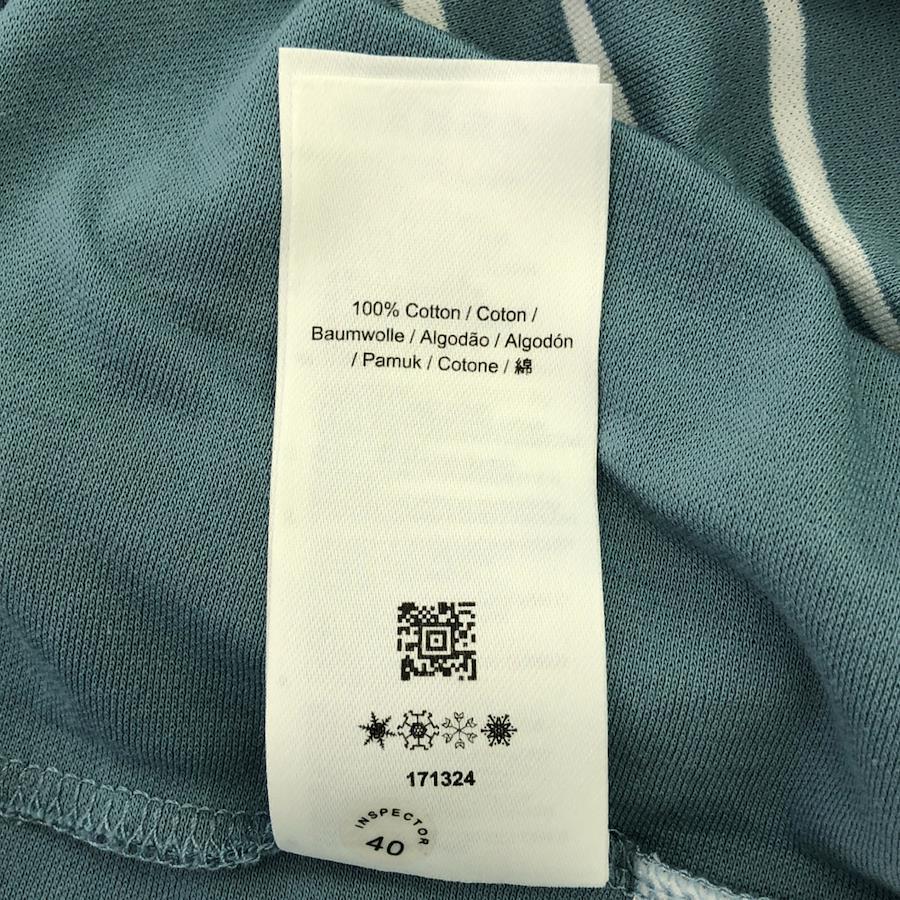 100% Cotton / Coton /
Baumwolle / Algodão / Algodón
/ Pamuk / Cotone / 綿
171324
INSPECTOR
40